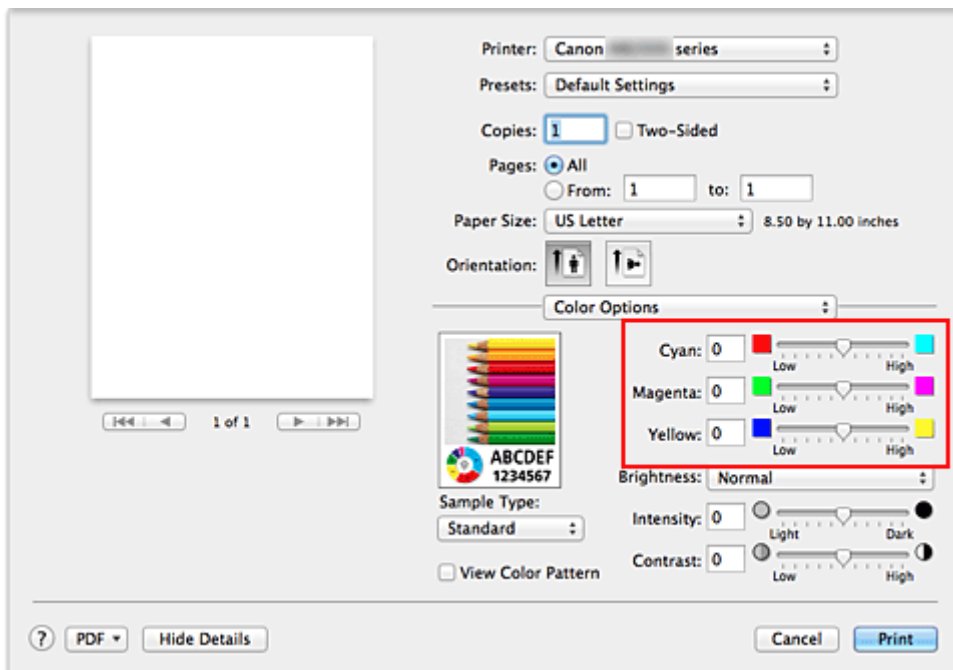 Printer: Canon series
Presets: Default Settings
Copies: 1 Two-Sided
Pages: All
From: 1 to: 1
Paper Size: US Letter 8.50 by 11.00 inches
Orientation:
Color Options
Cyan: 0
Low High
Magenta: 0
Low High
Yellow: 0
Low High
1 of 1
ABCDEF
1234567
Sample Type:
Standard
View Color Pattern
Brightness: Normal
Intensity: 0
Light Dark
Contrast: 0
Low High
? PDF Hide Details Cancel Print